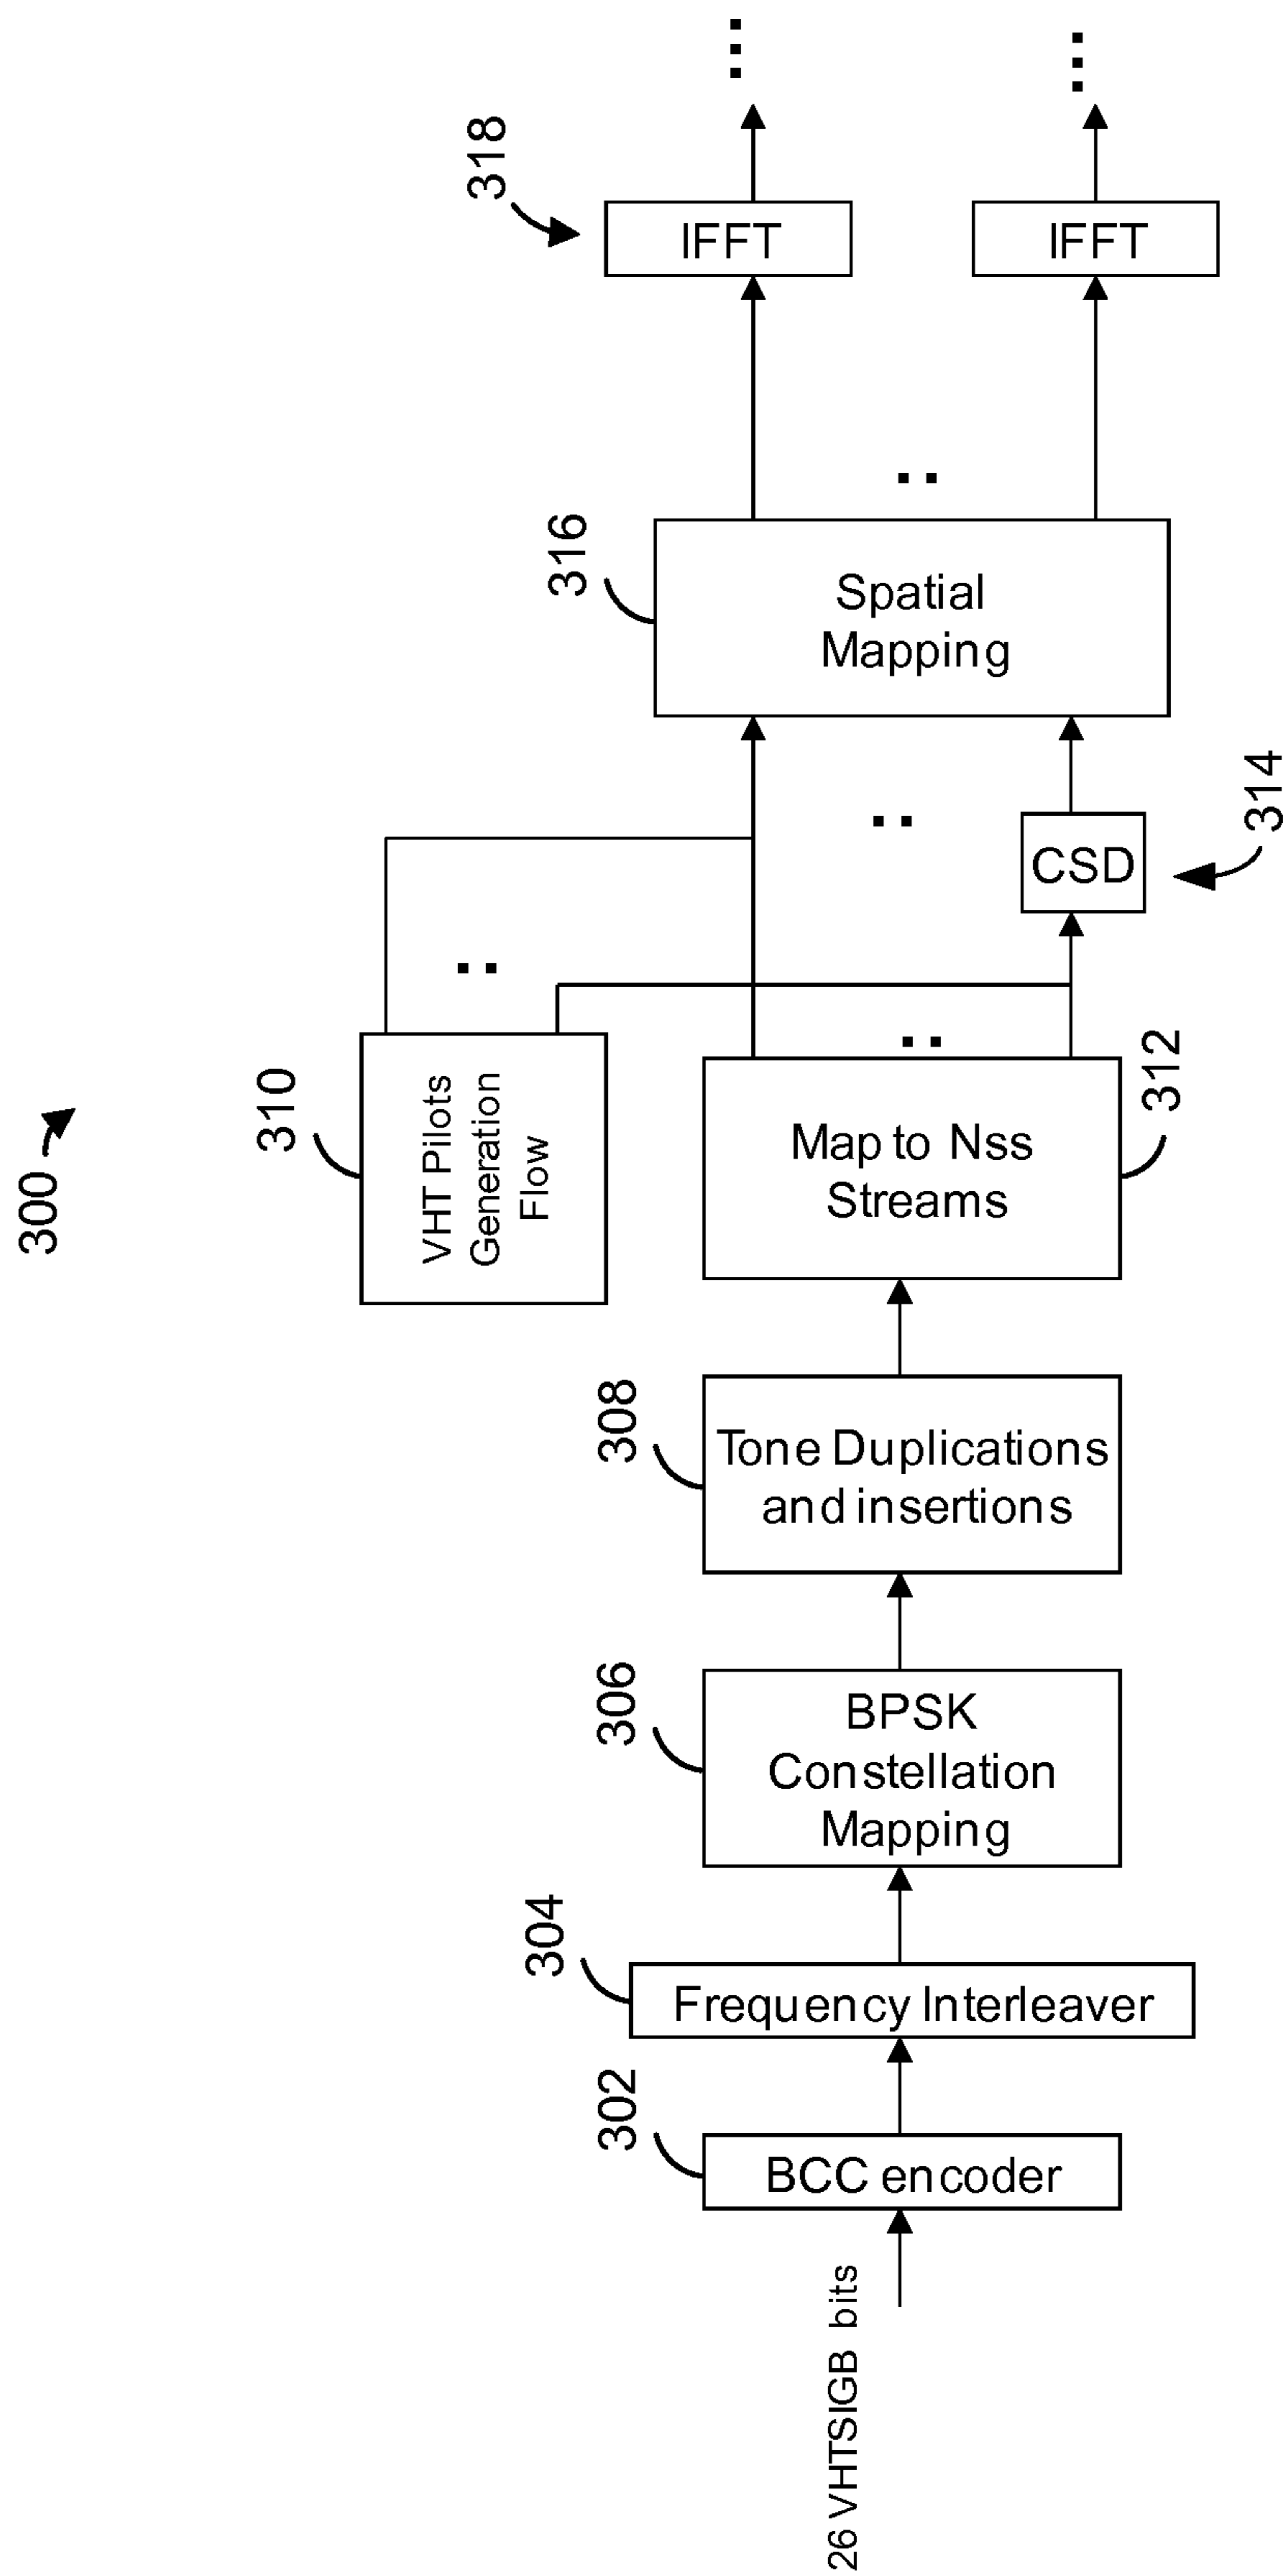 300
26 VHTSIGB bits
302
BCC encoder
304
Frequency Interleaver
306
BPSK
Constellation
Mapping
308
Tone Duplications
and insertions
310
VHT Pilots
Generation
Flow
312
Map to Nss
Streams
314
CSD
316
Spatial
Mapping
318
IFFT
IFFT